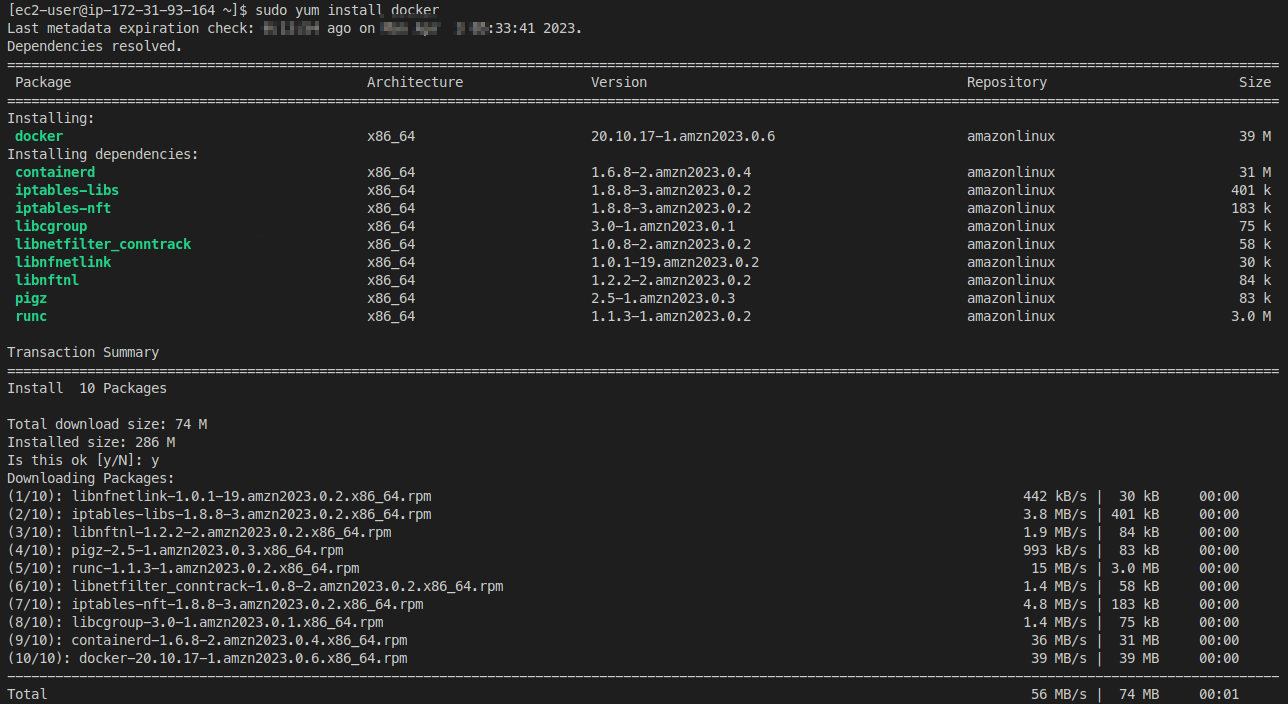 [ec2-user@ip-172-31-93-164 ~]$ sudo yum install docker
Last metadata expiration check: ago on :33:41 2023.
Dependencies resolved.
================================================================================
Package Architecture Version Repository Size
================================================================================
Installing:
docker x86_64 20.10.17-1.amzn2023.0.6 amazonlinux 39 M
Installing dependencies:
containerd x86_64 1.6.8-2.amzn2023.0.4 amazonlinux 31 M
iptables-libs x86_64 1.8.8-3.amzn2023.0.2 amazonlinux 401 k
iptables-nft x86_64 1.8.8-3.amzn2023.0.2 amazonlinux 183 k
libcgroup x86_64 3.0-1.amzn2023.0.1 amazonlinux 75 k
libnetfilter_conntrack x86_64 1.0.8-2.amzn2023.0.2 amazonlinux 58 k
libnfnetlink x86_64 1.0.1-19.amzn2023.0.2 amazonlinux 30 k
libnftnl x86_64 1.2.2-2.amzn2023.0.2 amazonlinux 84 k
pigz x86_64 2.5-1.amzn2023.0.3 amazonlinux 83 k
runc x86_64 1.1.3-1.amzn2023.0.2 amazonlinux 3.0 M
Transaction Summary
================================================================================
Install 10 Packages
Total download size: 74 M
Installed size: 286 M
Is this ok [y/N]: y
Downloading Packages:
(1/10): libnfnetlink-1.0.1-19.amzn2023.0.2.x86_64.rpm 442 kB/s | 30 kB 00:00
(2/10): iptables-libs-1.8.8-3.amzn2023.0.2.x86_64.rpm 3.8 MB/s | 401 kB 00:00
(3/10): libnftnl-1.2.2-2.amzn2023.0.2.x86_64.rpm 1.9 MB/s | 84 kB 00:00
(4/10): pigz-2.5-1.amzn2023.0.3.x86_64.rpm 993 kB/s | 83 kB 00:00
(5/10): runc-1.1.3-1.amzn2023.0.2.x86_64.rpm 15 MB/s | 3.0 MB 00:00
(6/10): libnetfilter_conntrack-1.0.8-2.amzn2023.0.2.x86_64.rpm 1.4 MB/s | 58 kB 00:00
(7/10): iptables-nft-1.8.8-3.amzn2023.0.2.x86_64.rpm 4.8 MB/s | 183 kB 00:00
(8/10): libcgroup-3.0-1.amzn2023.0.1.x86_64.rpm 1.4 MB/s | 75 kB 00:00
(9/10): containerd-1.6.8-2.amzn2023.0.4.x86_64.rpm 36 MB/s | 31 MB 00:00
(10/10): docker-20.10.17-1.amzn2023.0.6.x86_64.rpm 39 MB/s | 39 MB 00:00
--------------------------------------------------------------------------------
Total 56 MB/s | 74 MB 00:01